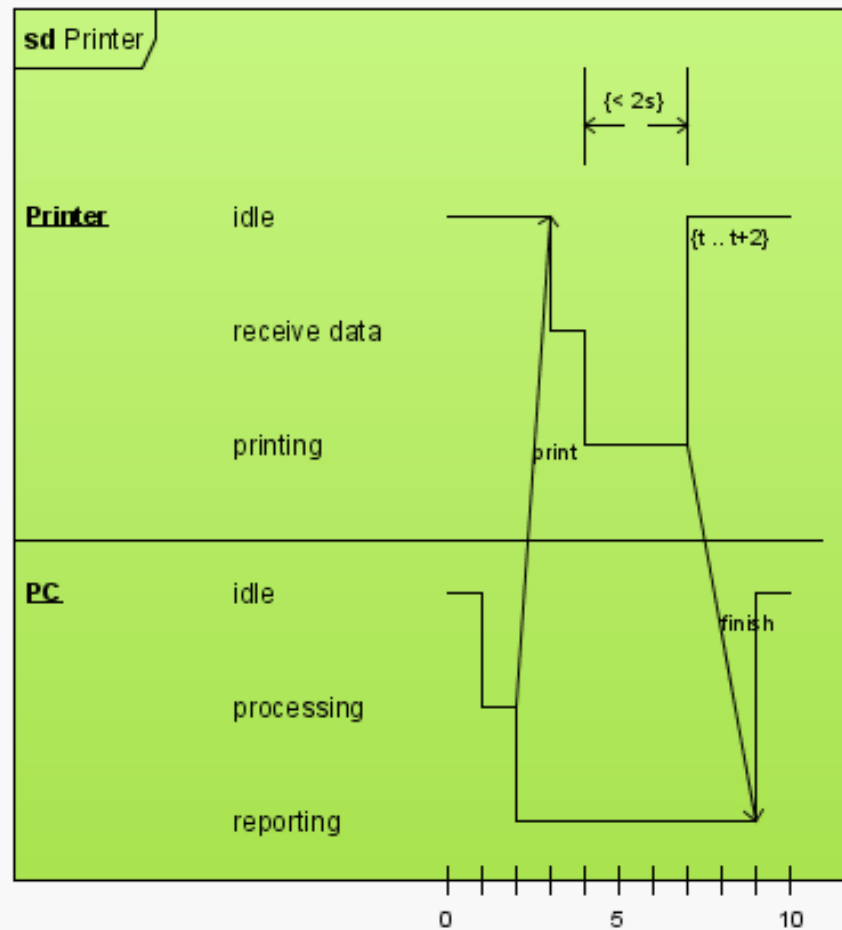 sd Printer
{< 2s}
Printer idle
{t .. t+2}
receive data
printing
print
PC idle
finish
processing
reporting
0 5 10